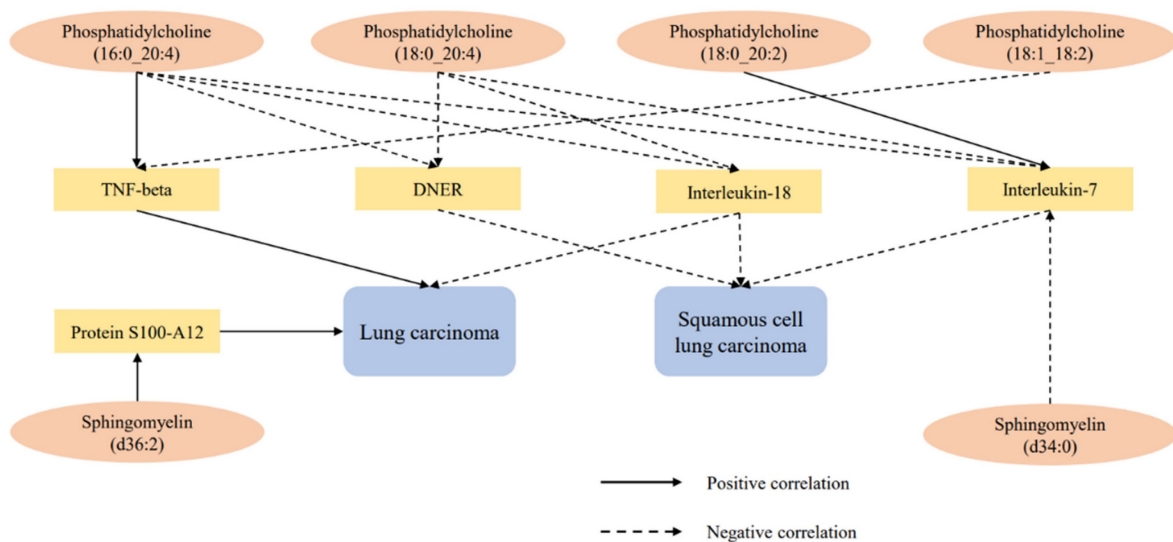 Phosphatidylcholine
(16:0_20:4)
Phosphatidylcholine
(18:0_20:4)
Phosphatidylcholine
(18:0_20:2)
Phosphatidylcholine
(18:1_18:2)
TNF-beta
DNER
Interleukin-18
Interleukin-7
Protein S100-A12
Lung carcinoma
Squamous cell
lung carcinoma
Sphingomyelin
(d36:2)
Sphingomyelin
(d34:0)
Positive correlation
Negative correlation